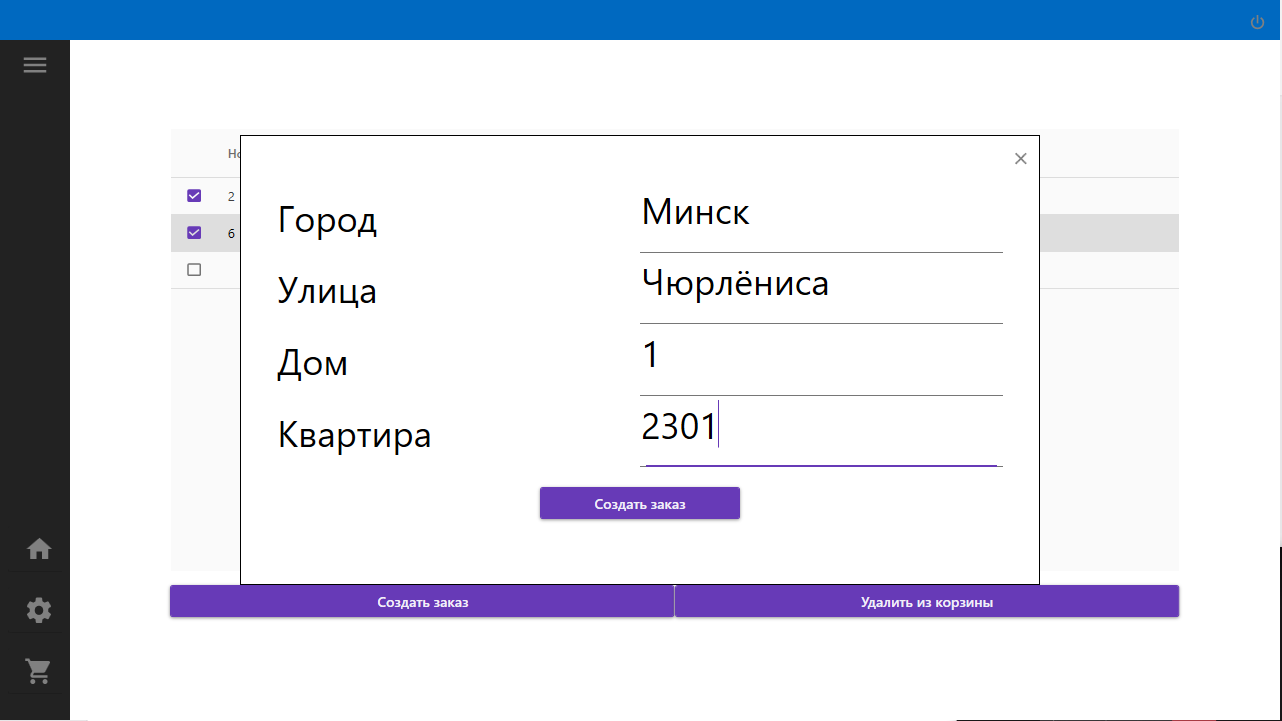 2
6
Город Минск
Улица Чюрлёниса
Дом 1
Квартира 2301
Создать заказ
Создать заказ Удалить из корзины